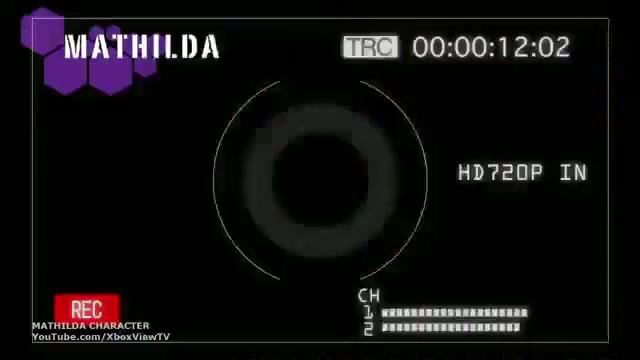 MATHILDA
TRC 00:00:12:02
HD720P IN
REC
CH
1
2
MATHILDA CHARACTER
YouTube.com/XboxViewTV